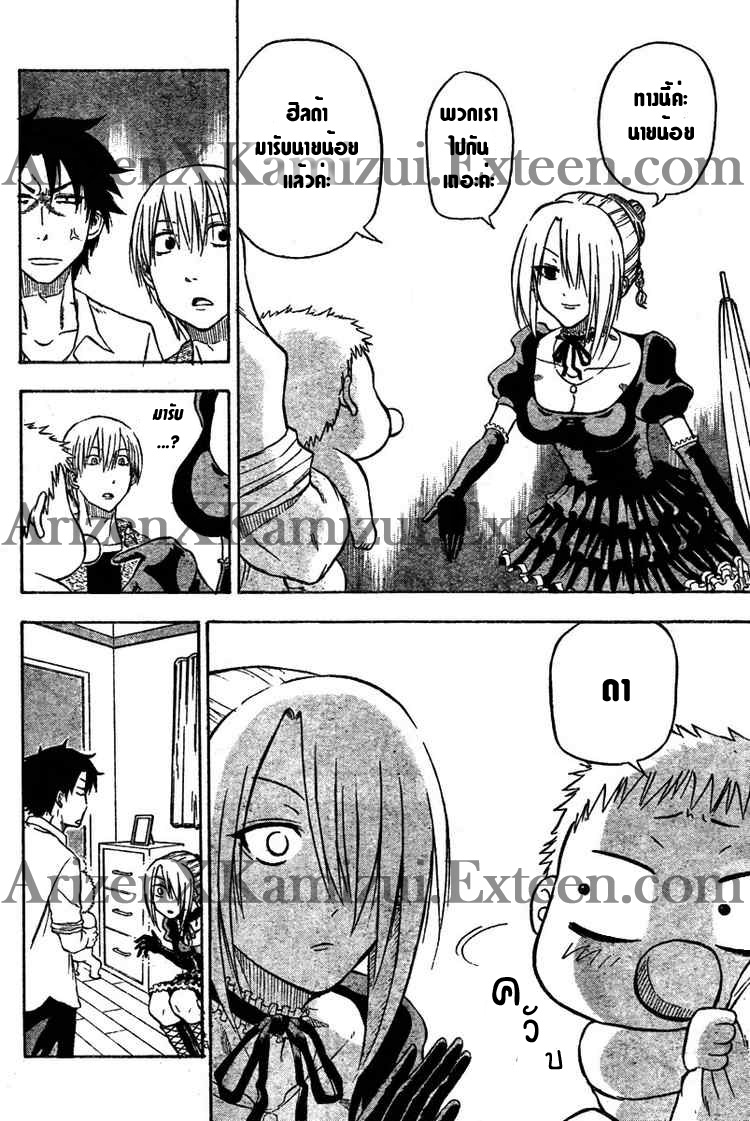 ทางนี้ค่ะ
นายน้อย
พวกเรา
ไปกัน
เถอะค่ะ
ฮิลด้า
มารับนายน้อย
แล้วค่ะ
ArizenXKamizui.Exteen.com
มารับ
...?
ArizenXKamizui.Exteen.com
ดา
ArizenXKamizui.Exteen.com
ควับ